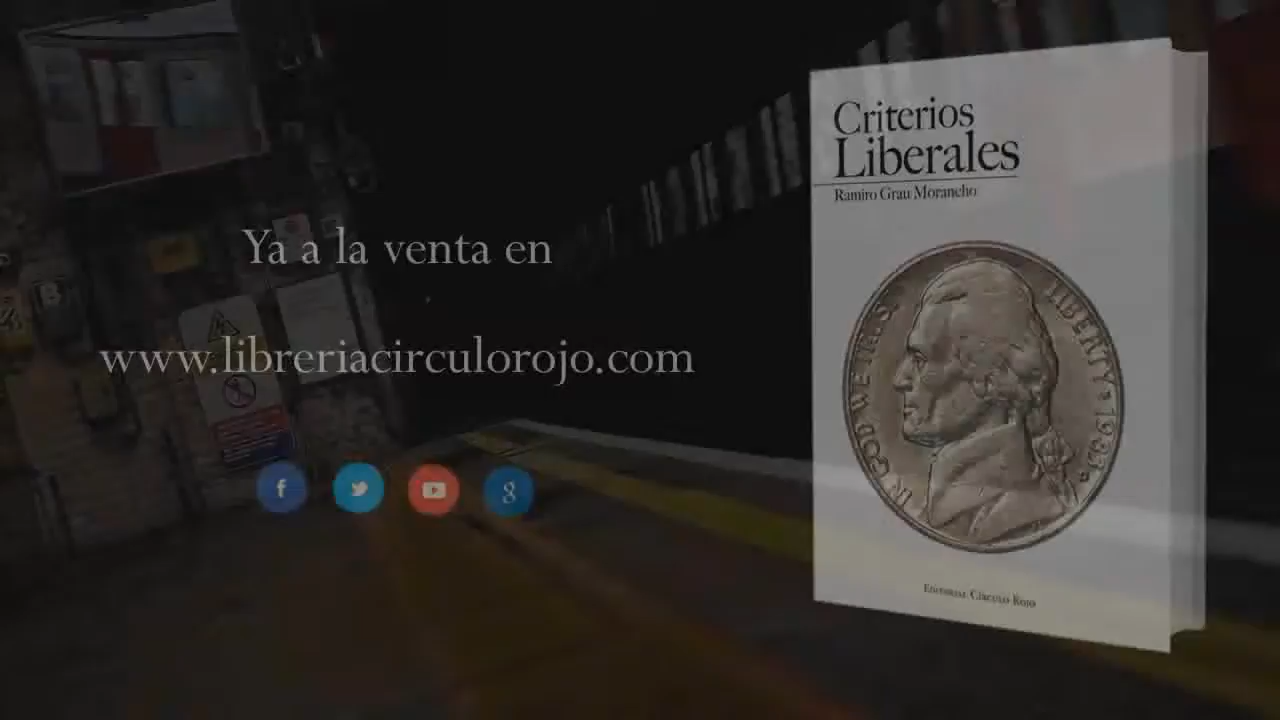 Ya a la venta en
www.libreriacirculorojo.com
Criterios
Liberales
Ramiro Grau Morancho
IN GOD WE TRUST
LIBERTY 1983
Editorial Círculo Rojo